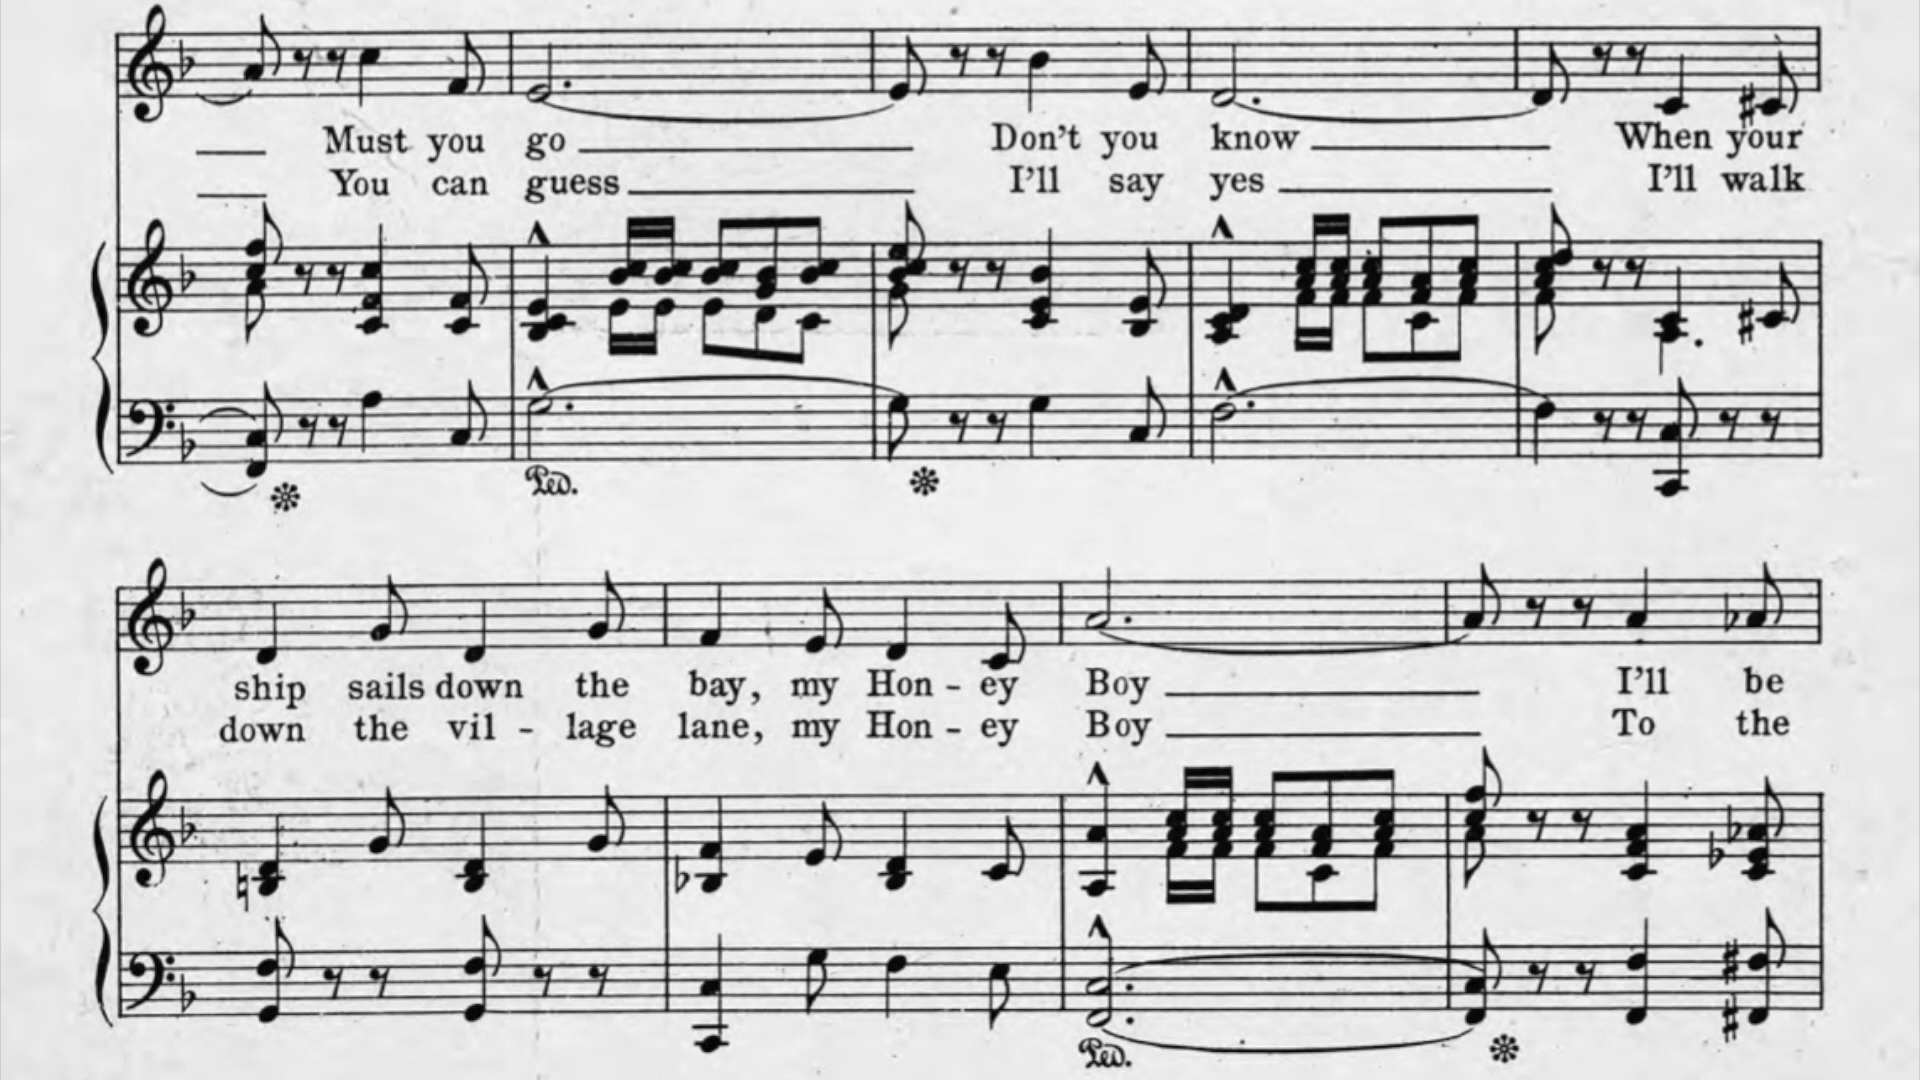 Must you go Don't you know When your
You can guess I'll say yes I'll walk
Ped.
ship sails down the bay, my Hon - ey Boy I'll be
down the vil - lage lane, my Hon - ey Boy To the
Ped.